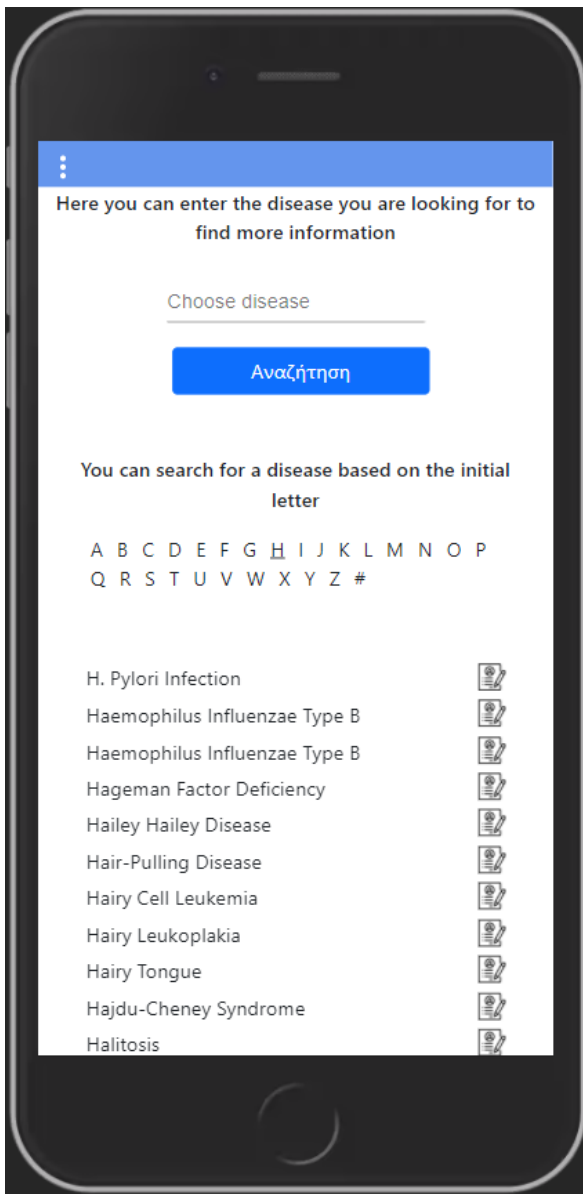 Here you can enter the disease you are looking for to
find more information
Choose disease
Αναζήτηση
You can search for a disease based on the initial
letter
A B C D E F G H I J K L M N O P
Q R S T U V W X Y Z #
H. Pylori Infection
Haemophilus Influenzae Type B
Haemophilus Influenzae Type B
Hageman Factor Deficiency
Hailey Hailey Disease
Hair-Pulling Disease
Hairy Cell Leukemia
Hairy Leukoplakia
Hairy Tongue
Hajdu-Cheney Syndrome
Halitosis